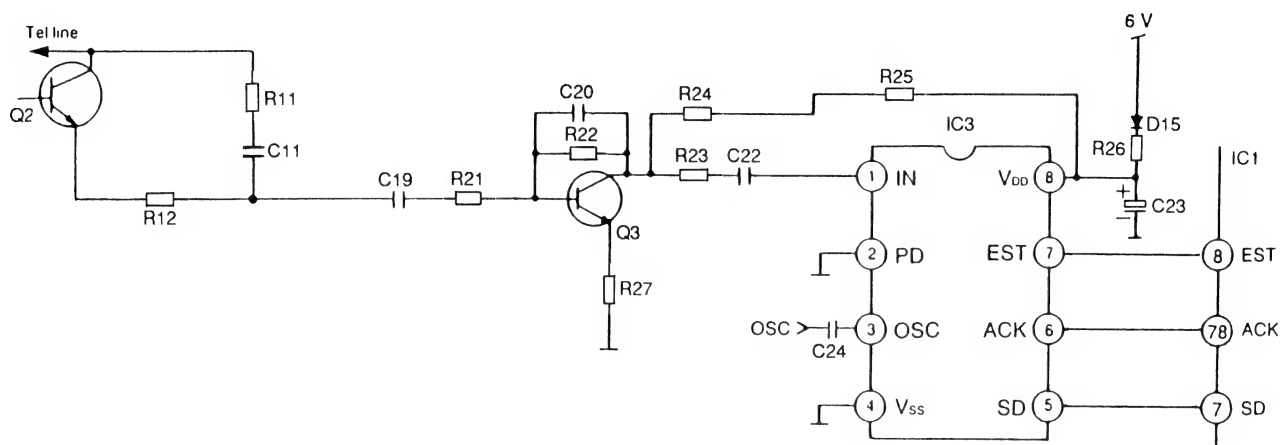 6 V
Tel line
Q2
R11
C11
R12
C19
R21
C20
R22
Q3
R27
R24
R25
R23
C22
IC3
D15
R26
C23
IC1
1 IN
VDD 8
2 PD
EST 7
8 EST
OSC
C24
3 OSC
ACK 6
78 ACK
4 Vss
SD 5
7 SD
+
−